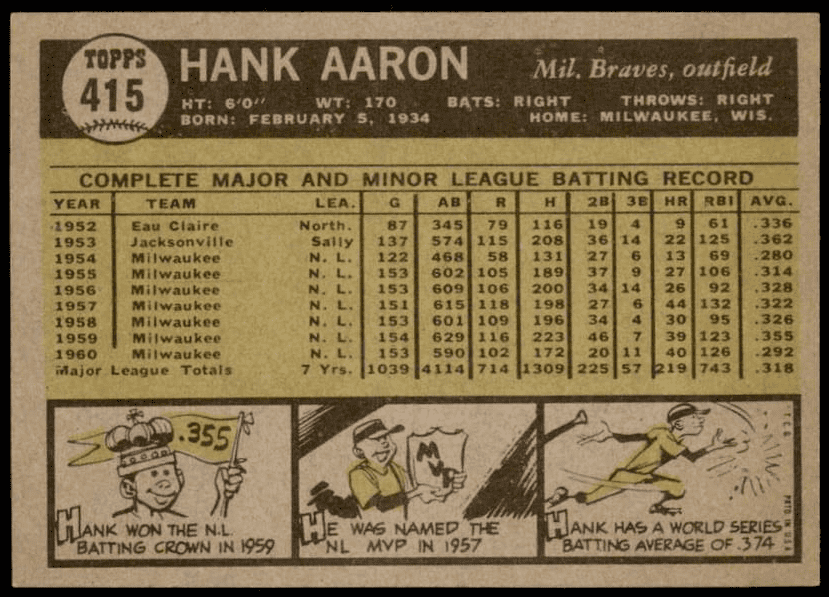 TOPPS
415
HANK AARON
Mil. Braves, outfield
HT: 6'0" WT: 170 BATS: RIGHT THROWS: RIGHT
BORN: FEBRUARY 5, 1934 HOME: MILWAUKEE, WIS.
COMPLETE MAJOR AND MINOR LEAGUE BATTING RECORD
YEAR TEAM LEA. G AB R H 2B 3B HR RBI AVG.
1952 Eau Claire North. 87 345 79 116 19 4 9 61 .336
1953 Jacksonville Sally 137 574 115 208 36 14 22 125 .362
1954 Milwaukee N. L. 122 468 58 131 27 6 13 69 .280
1955 Milwaukee N. L. 153 602 105 189 37 9 27 106 .314
1956 Milwaukee N. L. 153 609 106 200 34 14 26 92 .328
1957 Milwaukee N. L. 151 615 118 198 27 6 44 132 .322
1958 Milwaukee N. L. 153 601 109 196 34 4 30 95 .326
1959 Milwaukee N. L. 154 629 116 223 46 7 39 123 .355
1960 Milwaukee N. L. 153 590 102 172 20 11 40 126 .292
Major League Totals 7 Yrs. 1039 4114 714 1309 225 57 219 743 .318
.355
HANK WON THE N.L.
BATTING CROWN IN 1959
MVP
HE WAS NAMED THE
NL MVP IN 1957
HANK HAS A WORLD SERIES
BATTING AVERAGE OF .374
T.C.G. PRTD. IN U.S.A.